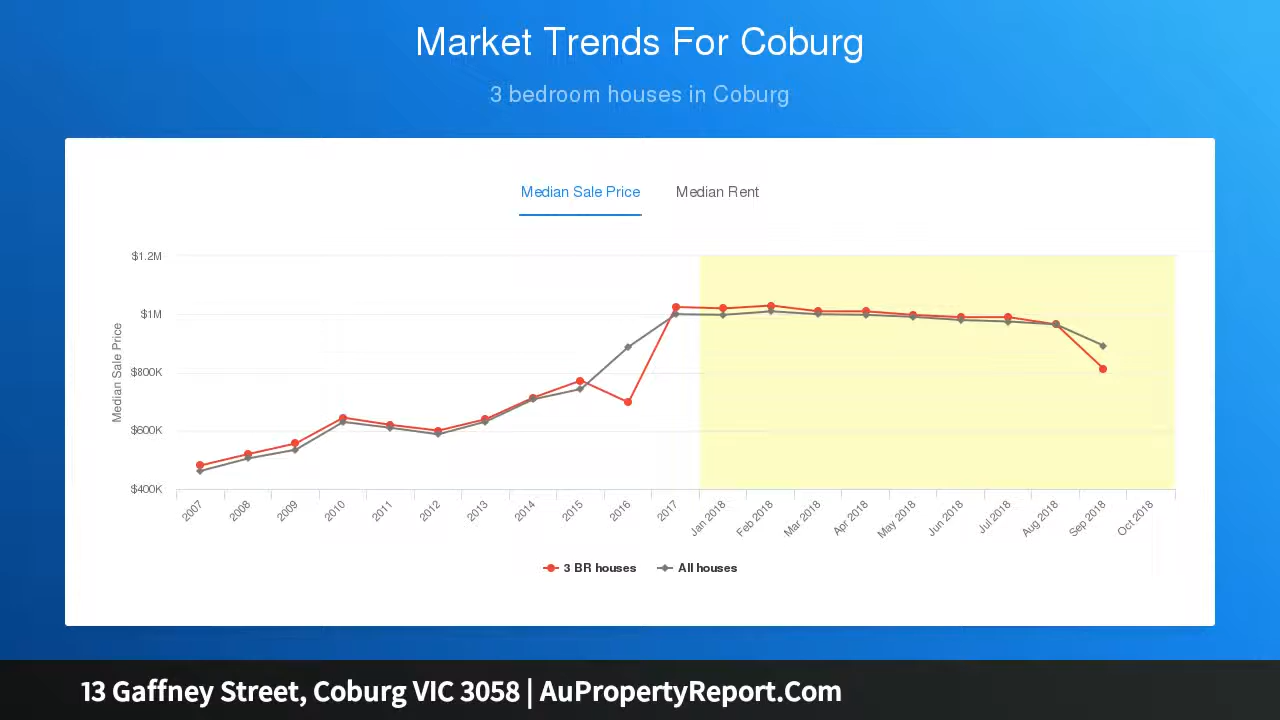 Market Trends For Coburg
3 bedroom houses in Coburg
Median Sale Price Median Rent
Median Sale Price
$1.2M
$1M
$800K
$600K
$400K
2007 2008 2009 2010 2011 2012 2013 2014 2015 2016 2017 Jan 2018 Feb 2018 Mar 2018 Apr 2018 May 2018 Jun 2018 Jul 2018 Aug 2018 Sep 2018 Oct 2018
3 BR houses All houses
13 Gaffney Street, Coburg VIC 3058 | AuPropertyReport.Com